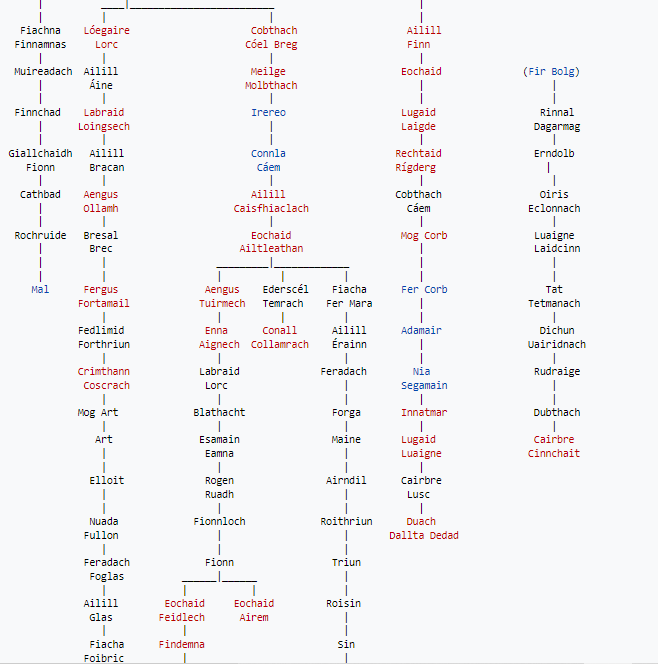 Fiachna Lóegaire Cobthach Ailill
Finnamnas Lorc Cóel Breg Finn
Muireadach Ailill Meilge Eochaid (Fir Bolg)
Áine Molbthach
Finnchad Labraid Irereo Lugaid Rinnal
Loingsech Laigde Dagarmag
Giallchaidh Ailill Connla Rechtaid Erndolb
Fionn Bracan Cáem Rígderg
Cathbad Aengus Ailill Cobthach Oiris
Ollamh Caisfhiaclach Cáem Eclonnach
Rochruide Bresal Eochaid Mog Corb Luaigne
Brec Ailtleathan Laidcinn
Mal Fergus Aengus Ederscél Fiacha Fer Corb Tat
Fortamail Tuirmech Temrach Fer Mara Tetmanach
Fedlimid Enna Conall Ailill Adamair Dichun
Forthriun Aignech Collamrach Érainn Uairidnach
Crimthann Labraid Feradach Nia Rudraige
Coscrach Lorc Segamain
Mog Art Blathacht Forga Innatmar Dubthach
Art Esamain Maine Lugaid Cairbre
Eamna Luaigne Cinnchait
Elloit Rogen Airndil Cairbre
Ruadh Lusc
Nuada Fionnloch Roithriun Duach
Fullon Dallta Dedad
Feradach Fionn Triun
Foglas
Ailill Eochaid Eochaid Roisin
Glas Feidlech Airem
Fiacha Findemna Sin
Foibric